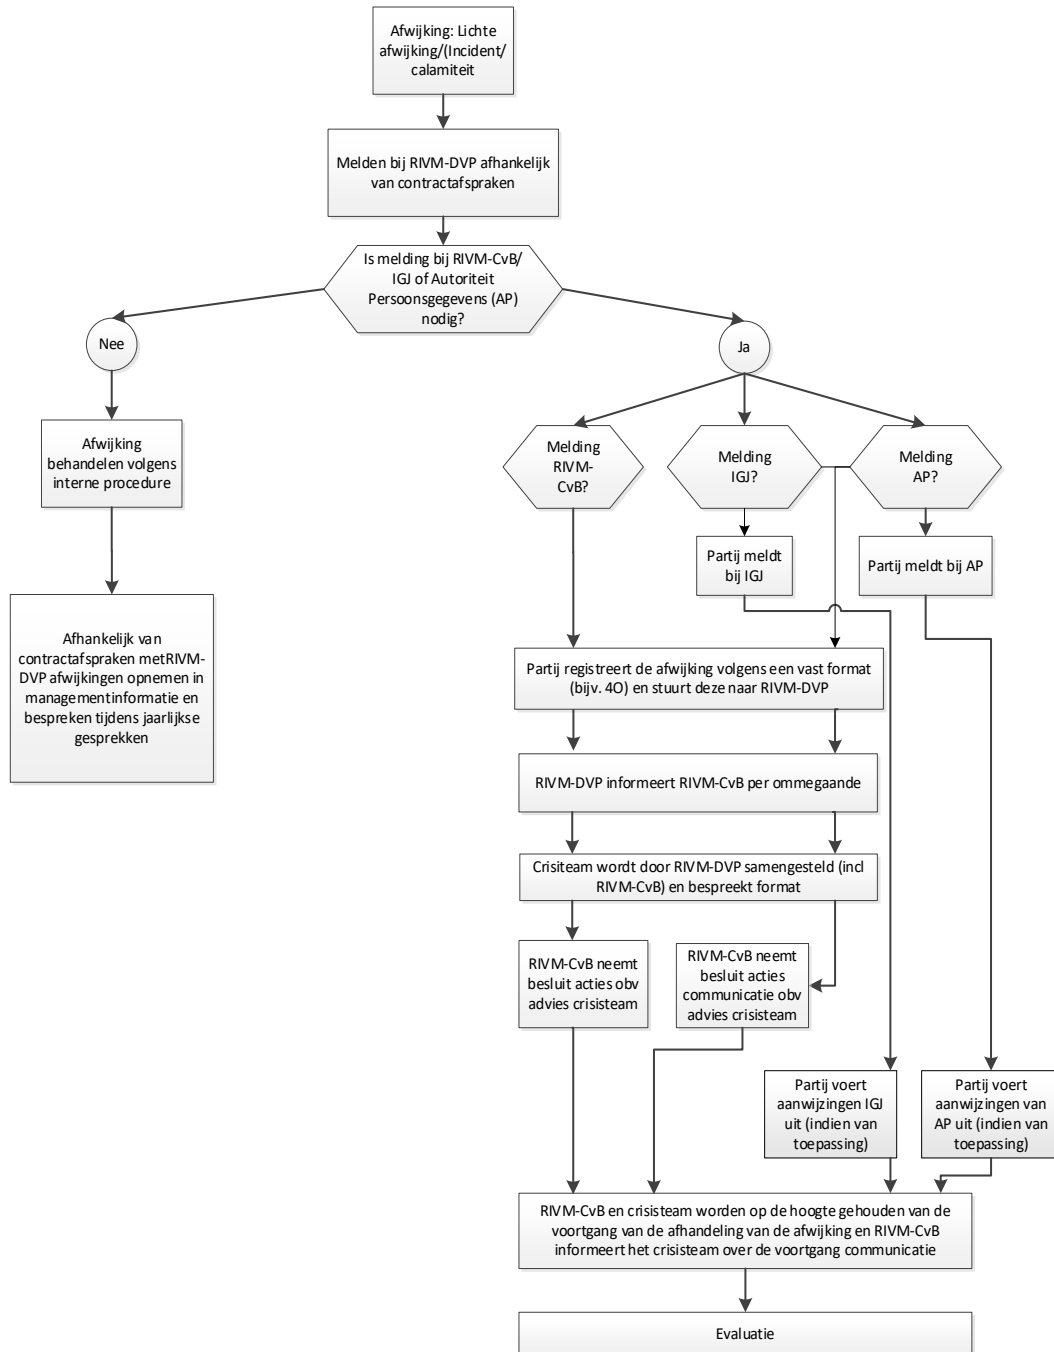 Afwijking: Lichte
afwijking/(Incident/
calamiteit
Melden bij RIVM-DVP afhankelijk
van contractafspraken
Is melding bij RIVM-CvB/
IGJ of Autoriteit
Persoonsgegevens (AP)
nodig?
Nee
Ja
Afwijking
behandelen volgens
interne procedure
Afhankelijk van
contractafspraken metRIVM-
DVP afwijkingen opnemen in
managementinformatie en
bespreken tijdens jaarlijkse
gesprekken
Melding
RIVM-
CvB?
Melding
IGJ?
Melding
AP?
Partij meldt
bij IGJ
Partij meldt bij AP
Partij registreert de afwijking volgens een vast format
(bijv. 4O) en stuurt deze naar RIVM-DVP
RIVM-DVP informeert RIVM-CvB per ommegaande
Crisiteam wordt door RIVM-DVP samengesteld (incl
RIVM-CvB) en bespreekt format
RIVM-CvB neemt
besluit acties obv
advies crisisteam
RIVM-CvB neemt
besluit acties
communicatie obv
advies crisisteam
Partij voert
aanwijzingen IGJ
uit (indien van
toepassing)
Partij voert
aanwijzingen van
AP uit (indien van
toepassing)
RIVM-CvB en crisisteam worden op de hoogte gehouden van de
voortgang van de afhandeling van de afwijking en RIVM-CvB
informeert het crisisteam over de voortgang communicatie
Evaluatie